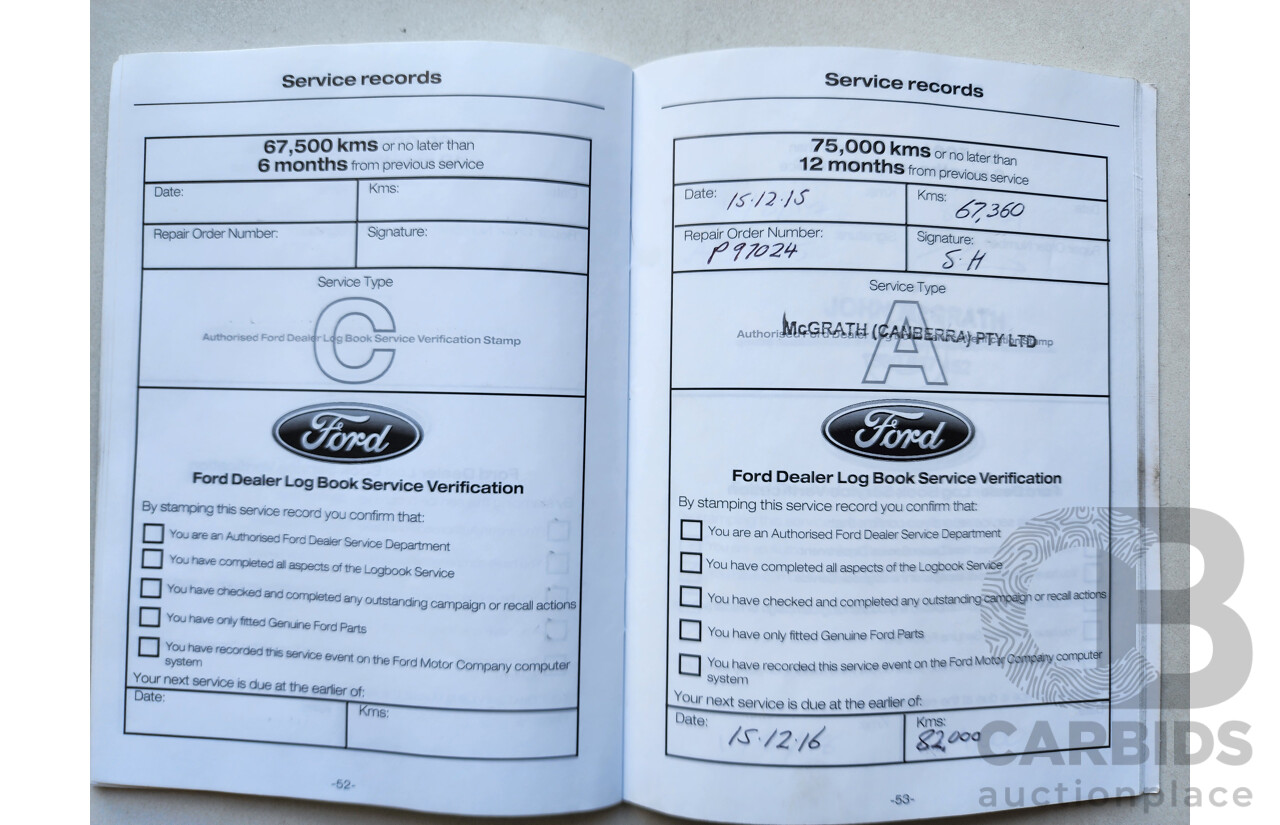 Service records
67,500 kms or no later than
6 months from previous service
Date:
Kms:
Repair Order Number:
Signature:
Service Type
C
Authorised Ford Dealer Log Book Service Verification Stamp
Ford
Ford Dealer Log Book Service Verification
By stamping this service record you confirm that:
You are an Authorised Ford Dealer Service Department
You have completed all aspects of the Logbook Service
You have checked and completed any outstanding campaign or recall actions
You have only fitted Genuine Ford Parts
You have recorded this service event on the Ford Motor Company computer
system
Your next service is due at the earlier of:
Date:
Kms:
-52-
Service records
75,000 kms or no later than
12 months from previous service
Date: 15.12.15
Kms: 67,360
Repair Order Number:
P97024
Signature:
S.H
Service Type
A
McGRATH (CANBERRA) PTY LTD
Authorised Ford Dealer Stamp
Ford
Ford Dealer Log Book Service Verification
By stamping this service record you confirm that:
You are an Authorised Ford Dealer Service Department
You have completed all aspects of the Logbook Service
You have checked and completed any outstanding campaign or recall actions
You have only fitted Genuine Ford Parts
You have recorded this service event on the Ford Motor Company computer
system
Your next service is due at the earlier of:
Date: 15.12.16
Kms: 82000
-53-
CB
CARBIDS
auctionplace